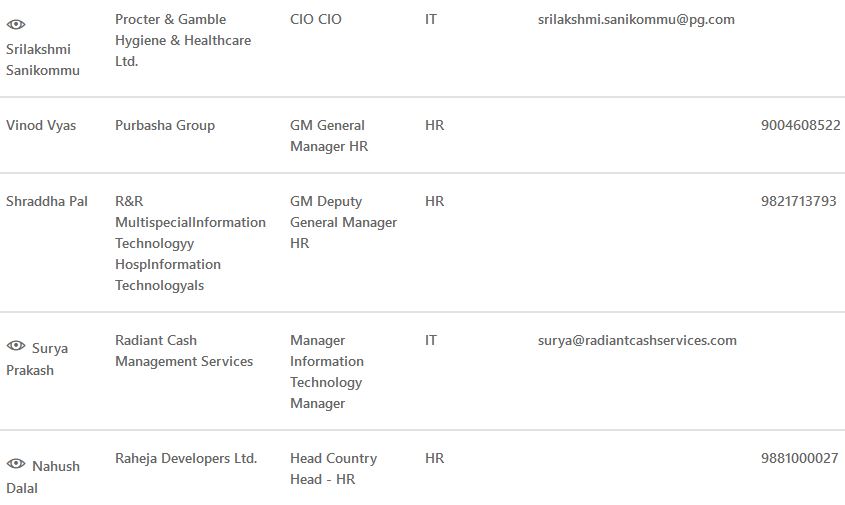 Srilakshmi Sanikommu
Procter & Gamble Hygiene & Healthcare Ltd.
CIO CIO
IT
srilakshmi.sanikommu@pg.com
Vinod Vyas
Purbasha Group
GM General Manager HR
HR
9004608522
Shraddha Pal
R&R MultispecialInformation Technologyy HospInformation Technologyals
GM Deputy General Manager HR
HR
9821713793
Surya Prakash
Radiant Cash Management Services
Manager Information Technology Manager
IT
surya@radiantcashservices.com
Nahush Dalal
Raheja Developers Ltd.
Head Country Head - HR
HR
9881000027